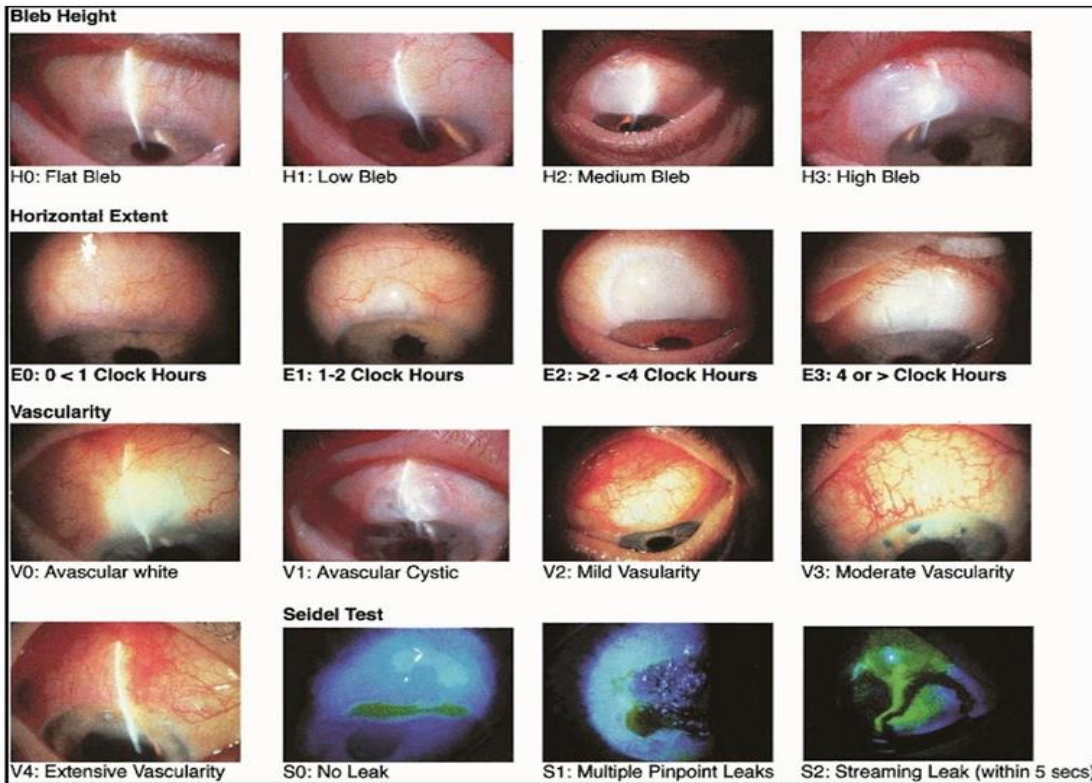 Bleb Height
H0: Flat Bleb
H1: Low Bleb
H2: Medium Bleb
H3: High Bleb
Horizontal Extent
E0: 0 < 1 Clock Hours
E1: 1-2 Clock Hours
E2: >2 - <4 Clock Hours
E3: 4 or > Clock Hours
Vascularity
V0: Avascular white
V1: Avascular Cystic
V2: Mild Vasularity
V3: Moderate Vascularity
Seidel Test
V4: Extensive Vascularity
S0: No Leak
S1: Multiple Pinpoint Leaks
S2: Streaming Leak (within 5 secs)